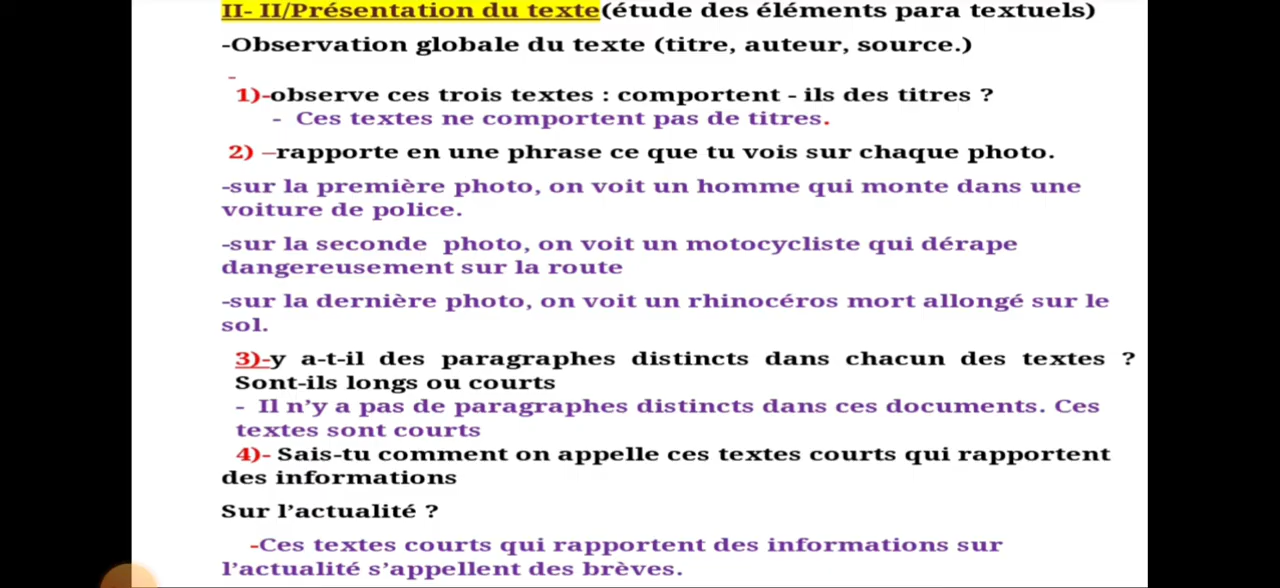 II- II/Présentation du texte(étude des éléments para textuels)
-Observation globale du texte (titre, auteur, source.)
-
1)-observe ces trois textes : comportent - ils des titres ?
- Ces textes ne comportent pas de titres.
2) –rapporte en une phrase ce que tu vois sur chaque photo.
-sur la première photo, on voit un homme qui monte dans une
voiture de police.
-sur la seconde photo, on voit un motocycliste qui dérape
dangereusement sur la route
-sur la dernière photo, on voit un rhinocéros mort allongé sur le
sol.
3)-y a-t-il des paragraphes distincts dans chacun des textes ?
Sont-ils longs ou courts
- Il n’y a pas de paragraphes distincts dans ces documents. Ces
textes sont courts
4)- Sais-tu comment on appelle ces textes courts qui rapportent
des informations
Sur l’actualité ?
-Ces textes courts qui rapportent des informations sur
l’actualité s’appellent des brèves.